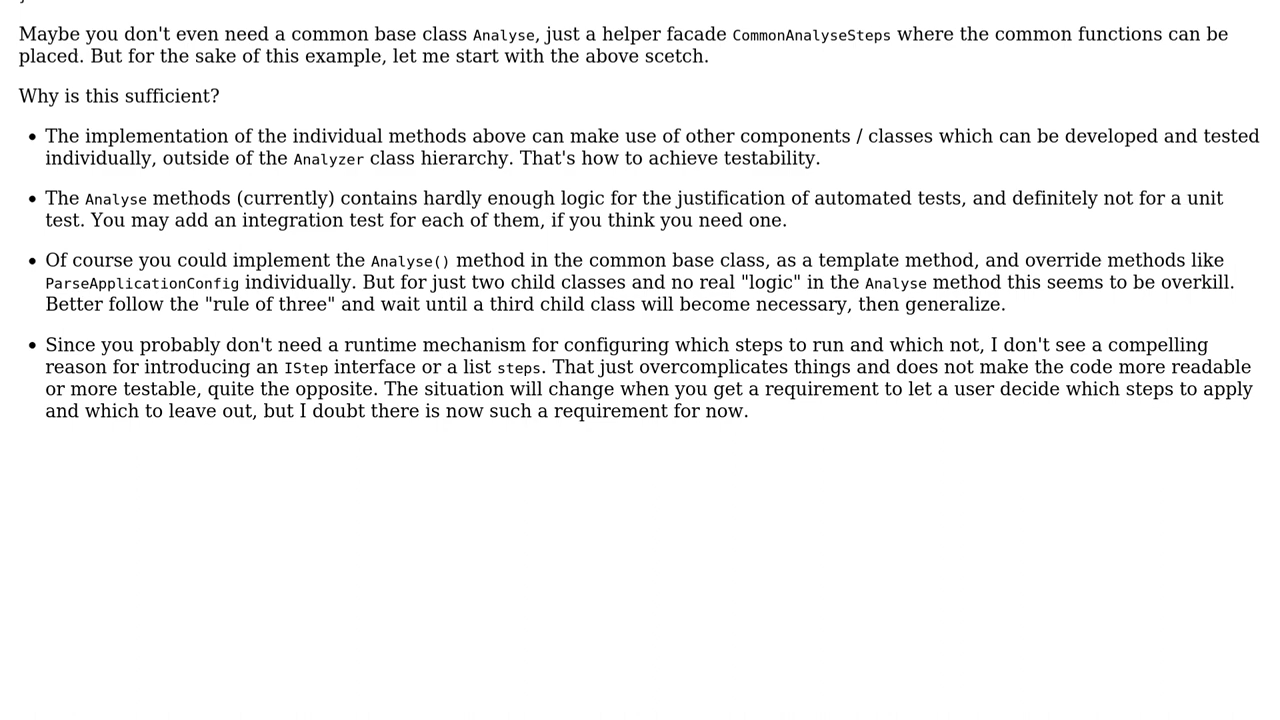 Maybe you don't even need a common base class Analyse, just a helper facade CommonAnalyseSteps where the common functions can be
placed. But for the sake of this example, let me start with the above scetch.
Why is this sufficient?
• The implementation of the individual methods above can make use of other components / classes which can be developed and tested
individually, outside of the Analyzer class hierarchy. That's how to achieve testability.
• The Analyse methods (currently) contains hardly enough logic for the justification of automated tests, and definitely not for a unit
test. You may add an integration test for each of them, if you think you need one.
• Of course you could implement the Analyse() method in the common base class, as a template method, and override methods like
ParseApplicationConfig individually. But for just two child classes and no real "logic" in the Analyse method this seems to be overkill.
Better follow the "rule of three" and wait until a third child class will become necessary, then generalize.
• Since you probably don't need a runtime mechanism for configuring which steps to run and which not, I don't see a compelling
reason for introducing an IStep interface or a list steps. That just overcomplicates things and does not make the code more readable
or more testable, quite the opposite. The situation will change when you get a requirement to let a user decide which steps to apply
and which to leave out, but I doubt there is now such a requirement for now.